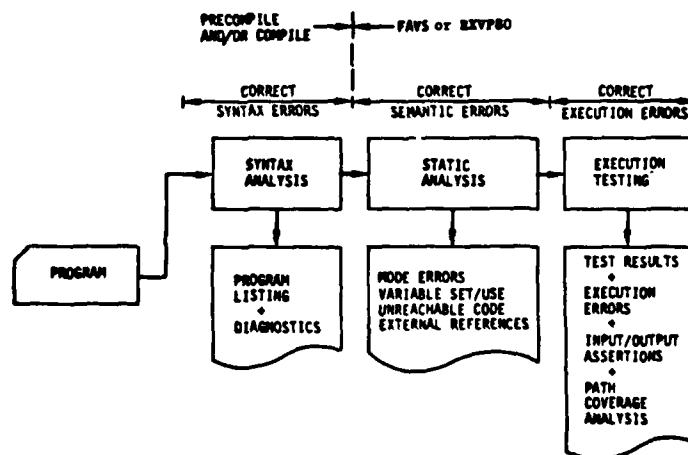 PRECOMPILE
AND/OR COMPILE
FAVS or RXVP80
CORRECT
SYNTAX ERRORS
CORRECT
SEMANTIC ERRORS
CORRECT
EXECUTION ERRORS
SYNTAX
ANALYSIS
STATIC
ANALYSIS
EXECUTION
TESTING
PROGRAM
PROGRAM
LISTING
+
DIAGNOSTICS
MODE ERRORS
VARIABLE SET/USE
UNREACHABLE CODE
EXTERNAL REFERENCES
TEST RESULTS
+
EXECUTION
ERRORS
+
INPUT/OUTPUT
ASSERTIONS
+
PATH
COVERAGE
ANALYSIS